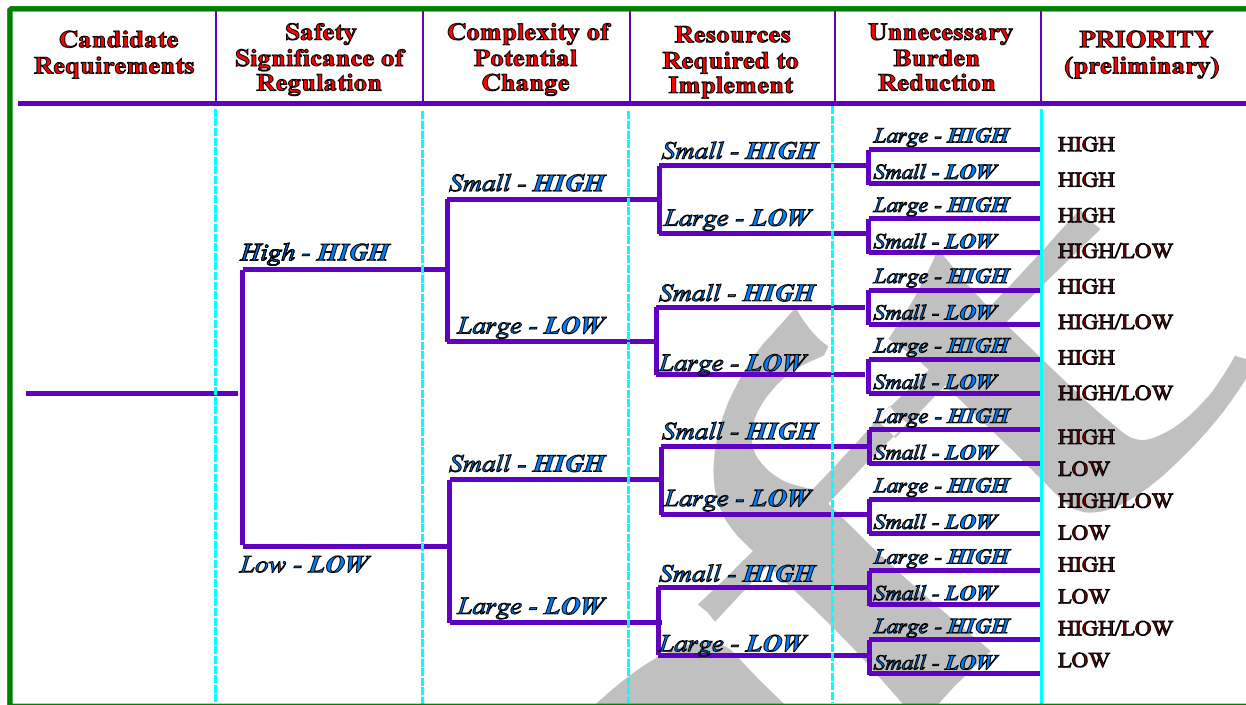 Candidate
Requirements
Safety
Significance of
Regulation
Complexity of
Potential
Change
Resources
Required to
Implement
Unnecessary
Burden
Reduction
PRIORITY
(preliminary)
High - HIGH
Low - LOW
Small - HIGH
Large - LOW
Small - HIGH
Large - LOW
Small - HIGH
Large - LOW
Small - HIGH
Large - LOW
Small - HIGH
Large - LOW
Small - HIGH
Large - LOW
Large - HIGH
Small - LOW
Large - HIGH
Small - LOW
Large - HIGH
Small - LOW
Large - HIGH
Small - LOW
Large - HIGH
Small - LOW
Large - HIGH
Small - LOW
Large - HIGH
Small - LOW
Large - HIGH
Small - LOW
HIGH
HIGH
HIGH
HIGH/LOW
HIGH
HIGH/LOW
HIGH
HIGH/LOW
HIGH
LOW
HIGH/LOW
LOW
HIGH
LOW
HIGH/LOW
LOW